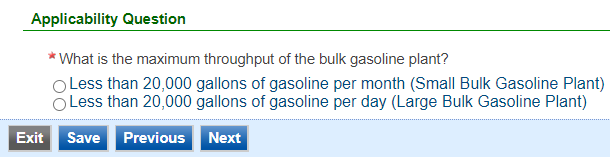 Applicability Question
* What is the maximum throughput of the bulk gasoline plant?
Less than 20,000 gallons of gasoline per month (Small Bulk Gasoline Plant)
Less than 20,000 gallons of gasoline per day (Large Bulk Gasoline Plant)
Exit Save Previous Next